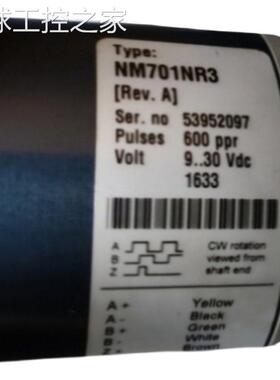 球工控之家
Type:
NM701NR3
[Rev. A]
Ser. no 53952097
Pulses 600 ppr
Volt 9..30 Vdc
1633
A CW rotation
B viewed from
Z shaft end
A + Yellow
A - Black
B + Green
B - White
Brown